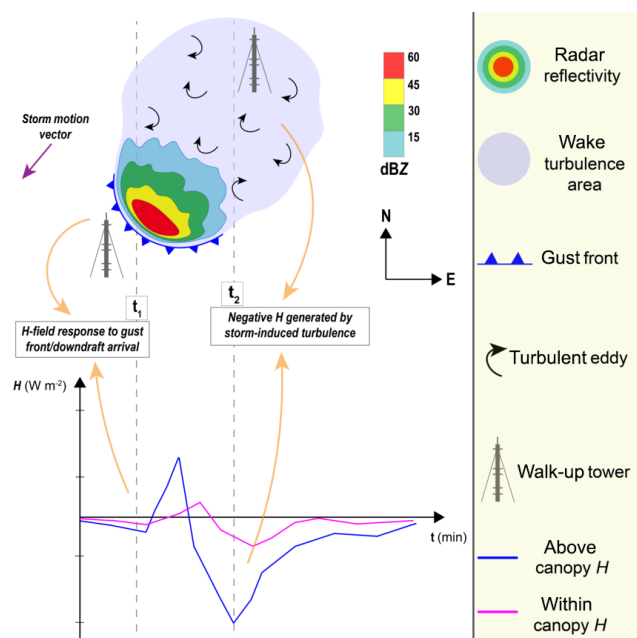 Storm motion
vector
60
45
30
15
dBZ
N
E
t1
t2
H-field response to gust
front/downdraft arrival
Negative H generated by
storm-induced turbulence
H (W m-2)
t (min)
Radar
reflectivity
Wake
turbulence
area
Gust front
Turbulent eddy
Walk-up tower
Above
canopy H
Within
canopy H